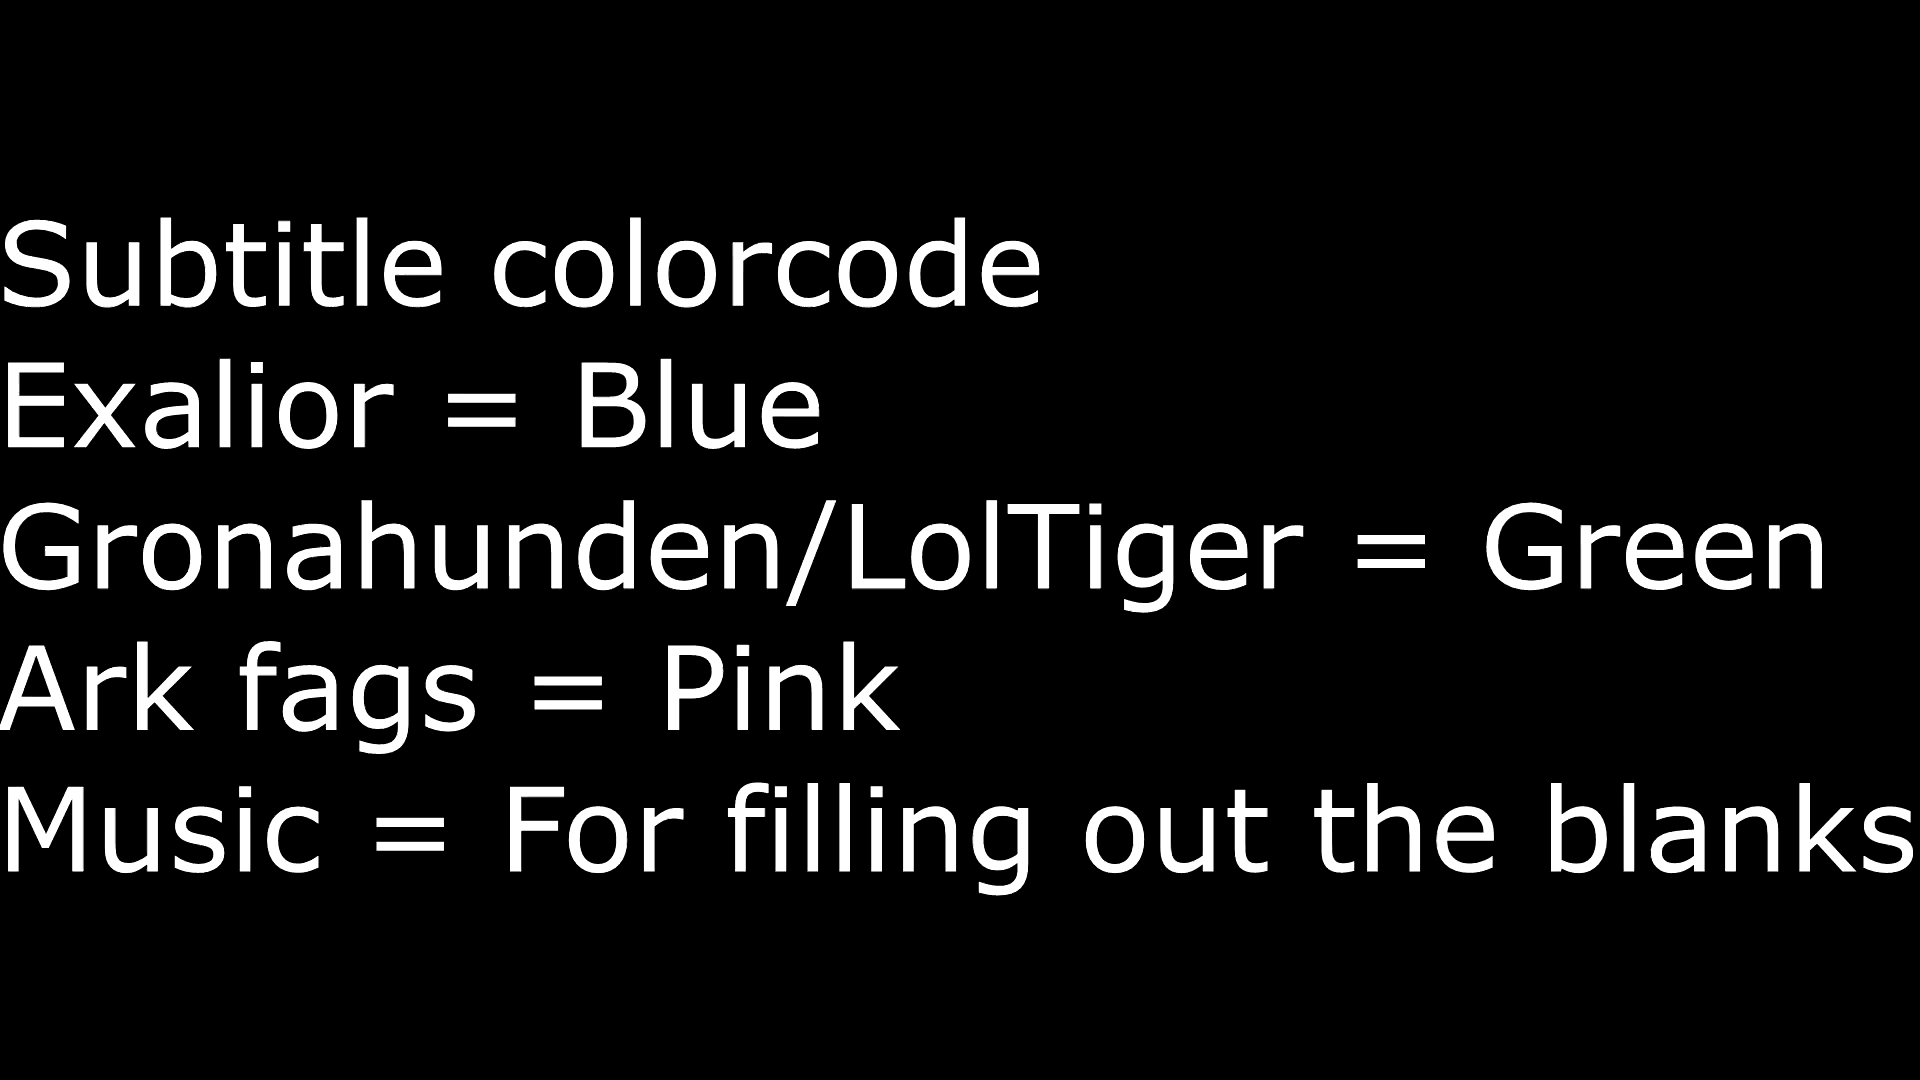 Subtitle colorcode
Exalior = Blue
Gronahunden/LolTiger = Green
Ark fags = Pink
Music = For filling out the blanks